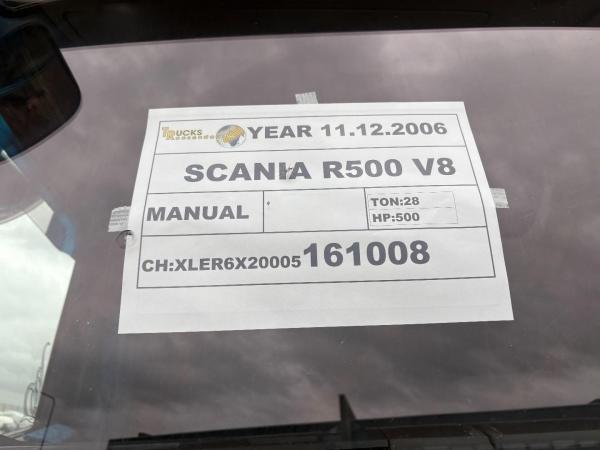 TRUCKS YEAR 11.12.2006
SCANIA R500 V8
MANUAL
TON:28
HP:500
CH:XLER6X20005161008